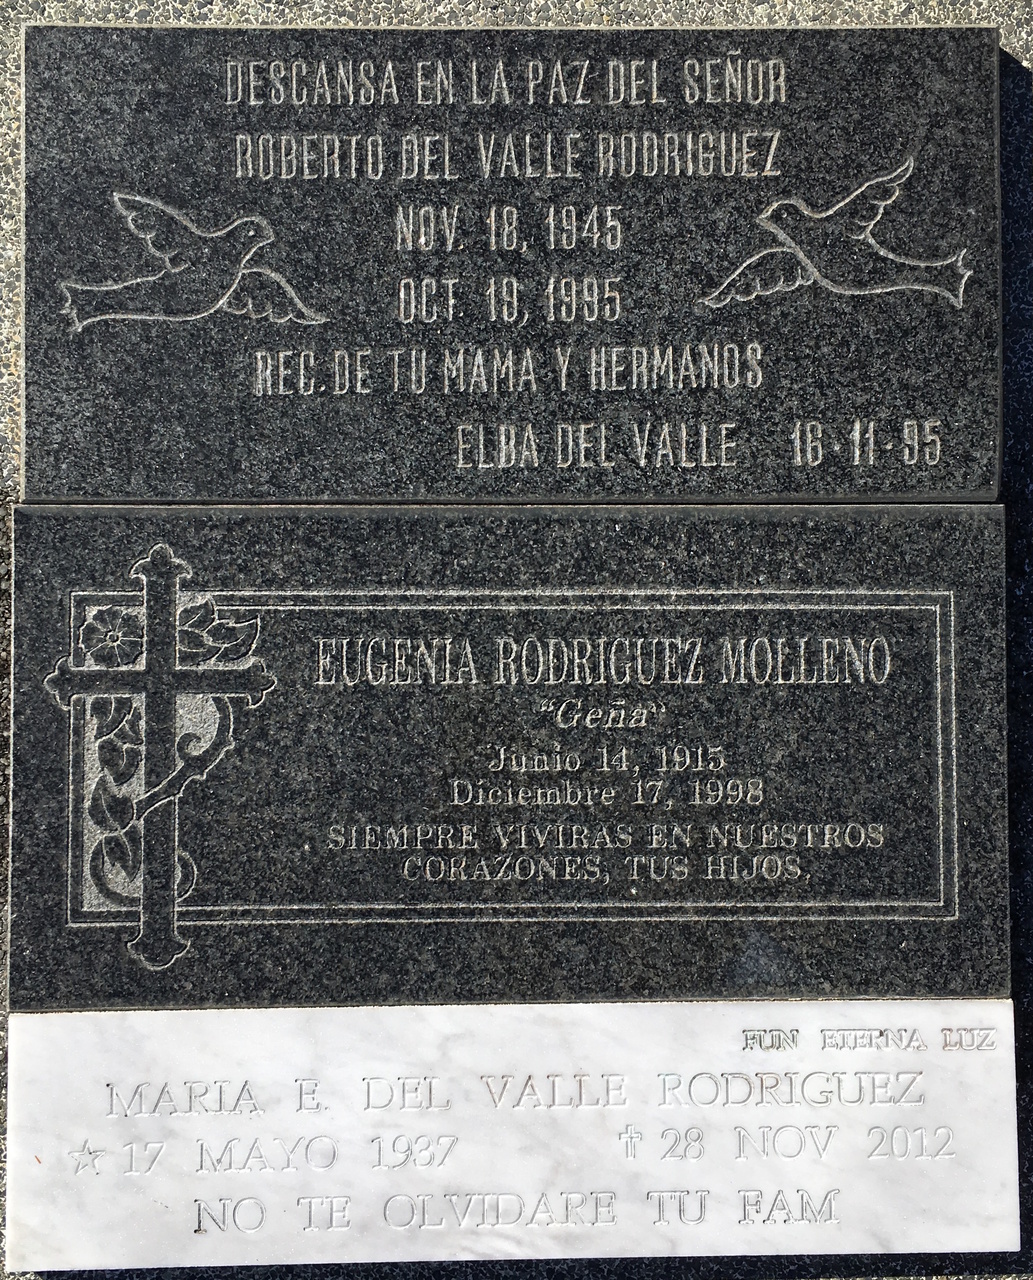 DESCANSA EN LA PAZ DEL SEÑOR
ROBERTO DEL VALLE RODRIGUEZ
NOV. 18, 1945
OCT. 19, 1995
REC. DE TU MAMA Y HERMANOS
ELBA DEL VALLE 16·11·95
EUGENIA RODRIGUEZ MOLLENO
"Geña"
Junio 14, 1915
Diciembre 17, 1998
SIEMPRE VIVIRAS EN NUESTROS
CORAZONES, TUS HIJOS.
FUN ETERNA LUZ
MARIA E. DEL VALLE RODRIGUEZ
☆ 17 MAYO 1937 ✝ 28 NOV 2012
NO TE OLVIDARE TU FAM